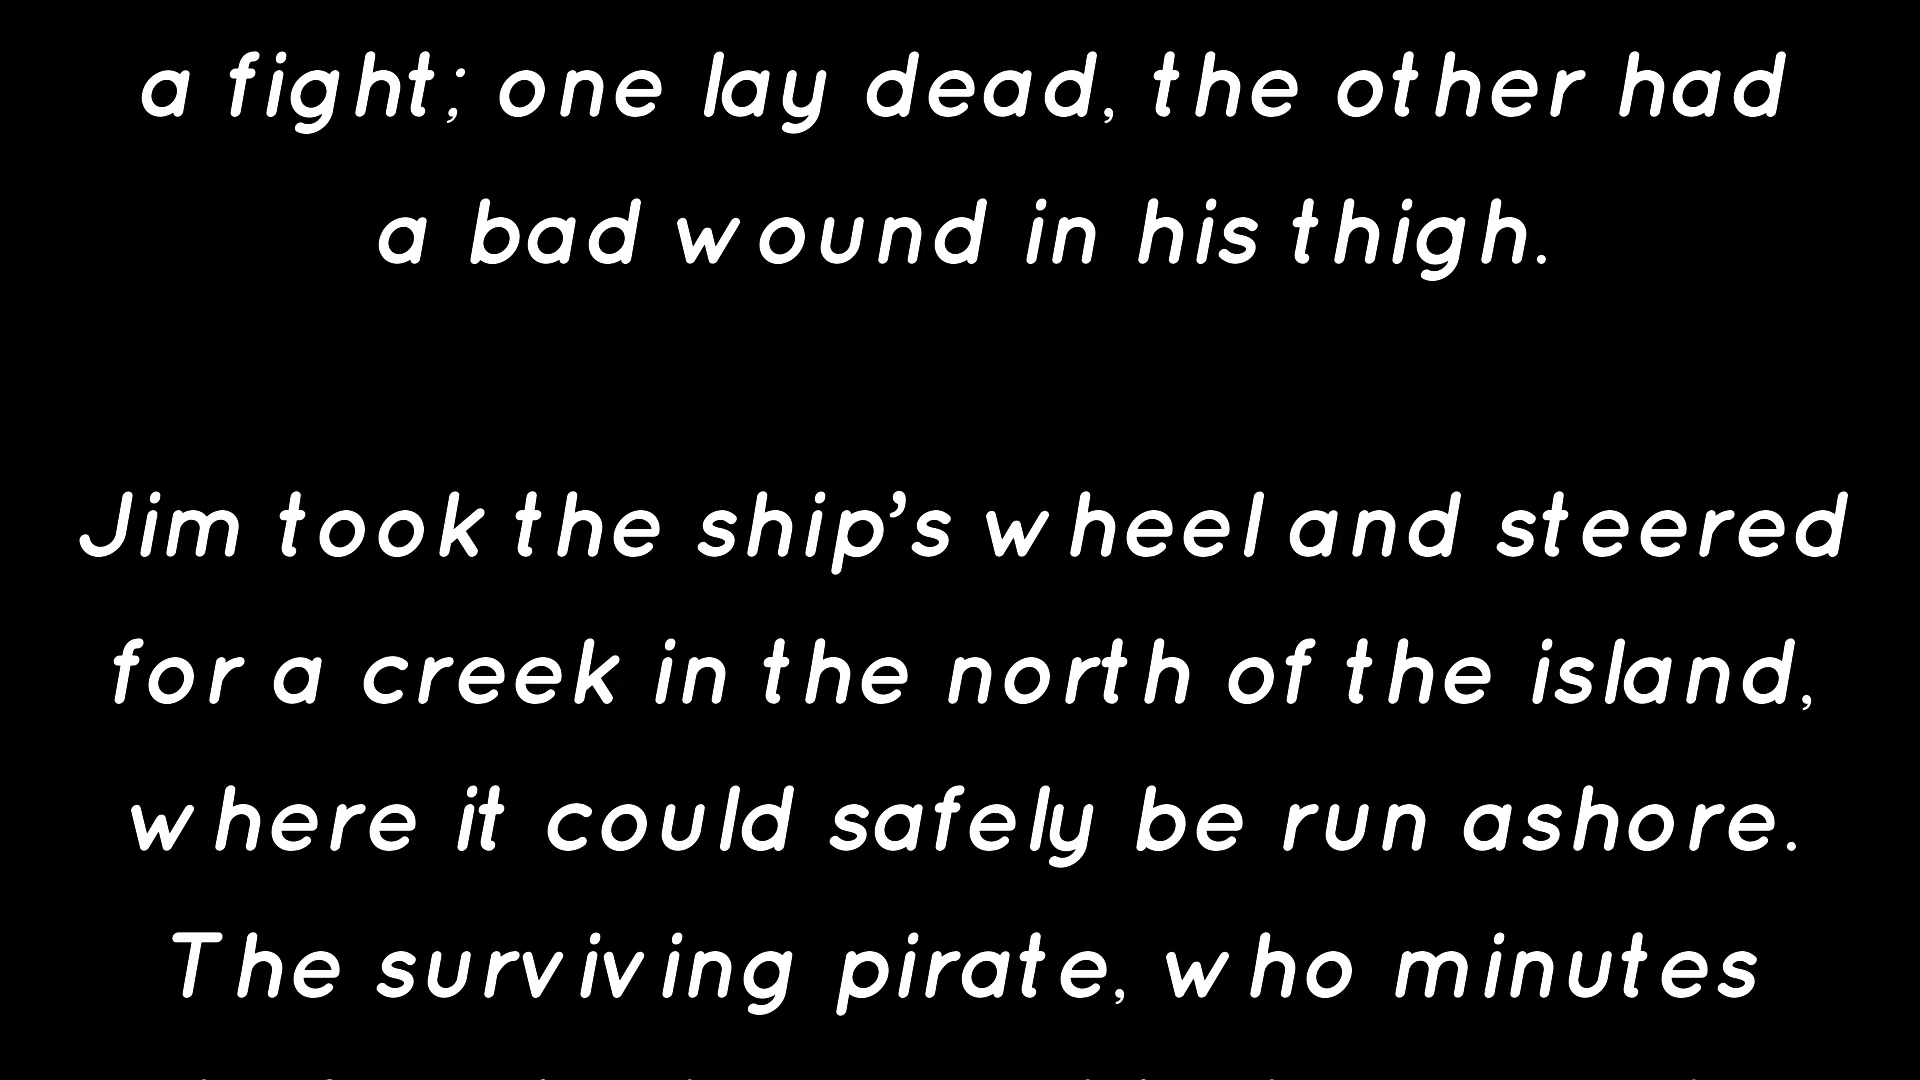 a fight; one lay dead, the other had
a bad wound in his thigh.
Jim took the ship’s wheel and steered
for a creek in the north of the island,
where it could safely be run ashore.
The surviving pirate, who minutes